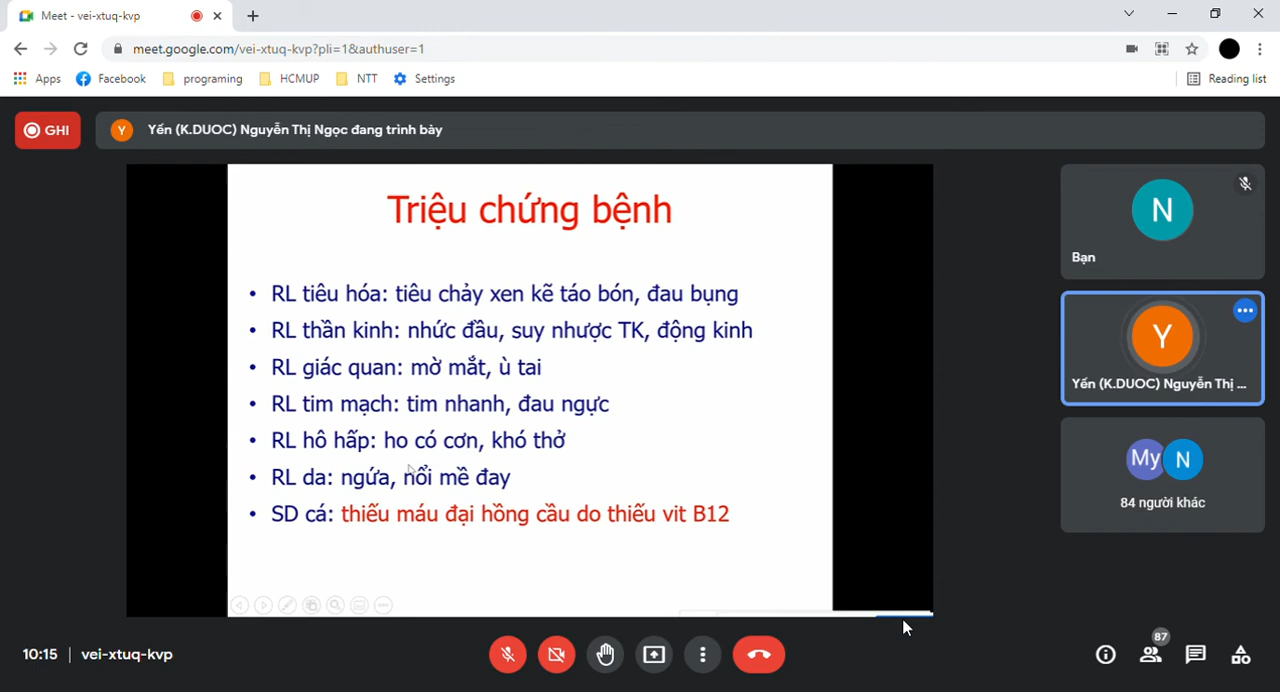 Meet - vei-xtuq-kvp
meet.google.com/vei-xtuq-kvp?pli=1&authuser=1
Apps Facebook programing HCMUP NTT Settings Reading list
GHI
Y Yến (K.DUOC) Nguyễn Thị Ngọc đang trình bày
Triệu chứng bệnh
• RL tiêu hóa: tiêu chảy xen kẽ táo bón, đau bụng
• RL thần kinh: nhức đầu, suy nhược TK, động kinh
• RL giác quan: mờ mắt, ù tai
• RL tim mạch: tim nhanh, đau ngực
• RL hô hấp: ho có cơn, khó thở
• RL da: ngứa, nổi mề đay
• SD cá: thiếu máu đại hồng cầu do thiếu vit B12
N
Bạn
Y
Yến (K.DUOC) Nguyễn Thị ...
My N
84 người khác
10:15 | vei-xtuq-kvp
87